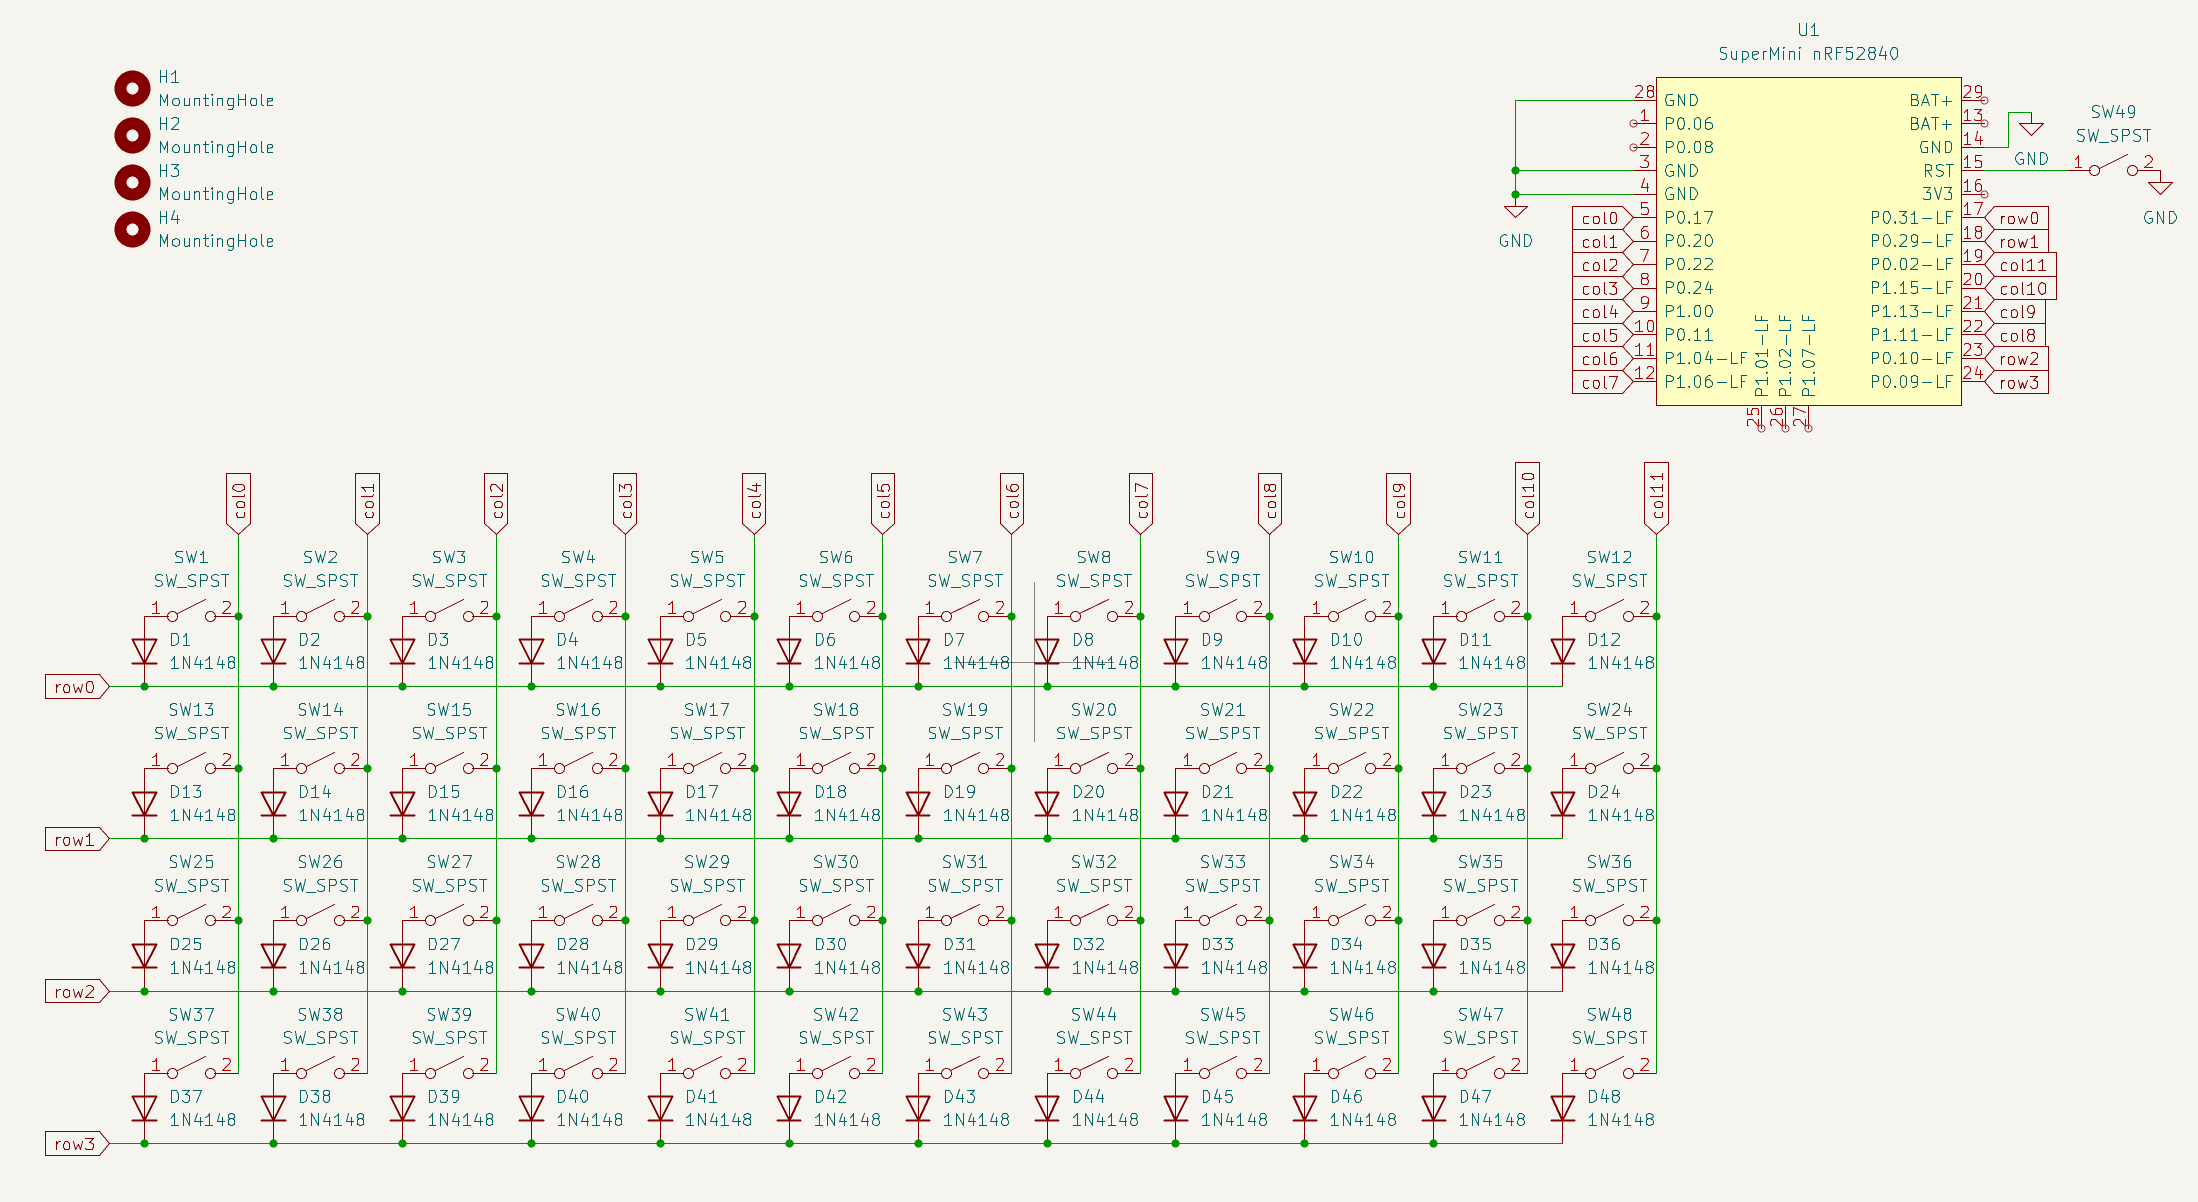 H1
MountingHole
H2
MountingHole
H3
MountingHole
H4
MountingHole
U1
SuperMini nRF52840
28 GND BAT+ 29
1 P0.06 BAT+ 13
2 P0.08 GND 14
3 GND RST 15
4 GND 3V3 16
col0 5 P0.17 P0.31-LF 17 row0
col1 6 P0.20 P0.29-LF 18 row1
col2 7 P0.22 P0.02-LF 19 col11
col3 8 P0.24 P1.15-LF 20 col10
col4 9 P1.00 P1.13-LF 21 col9
col5 10 P0.11 P1.11-LF 22 col8
col6 11 P1.04-LF P0.10-LF 23 row2
col7 12 P1.06-LF P0.09-LF 24 row3
P1.01-LF P1.02-LF P1.07-LF
25 26 27
GND
GND
SW49
SW_SPST
1 2
GND
col0 col1 col2 col3 col4 col5 col6 col7 col8 col9 col10 col11
SW1 SW2 SW3 SW4 SW5 SW6 SW7 SW8 SW9 SW10 SW11 SW12
SW_SPST SW_SPST SW_SPST SW_SPST SW_SPST SW_SPST SW_SPST SW_SPST SW_SPST SW_SPST SW_SPST SW_SPST
1 2 1 2 1 2 1 2 1 2 1 2 1 2 1 2 1 2 1 2 1 2 1 2
D1 D2 D3 D4 D5 D6 D7 D8 D9 D10 D11 D12
1N4148 1N4148 1N4148 1N4148 1N4148 1N4148 1N4148 1N4148 1N4148 1N4148 1N4148 1N4148
row0
SW13 SW14 SW15 SW16 SW17 SW18 SW19 SW20 SW21 SW22 SW23 SW24
SW_SPST SW_SPST SW_SPST SW_SPST SW_SPST SW_SPST SW_SPST SW_SPST SW_SPST SW_SPST SW_SPST SW_SPST
1 2 1 2 1 2 1 2 1 2 1 2 1 2 1 2 1 2 1 2 1 2 1 2
D13 D14 D15 D16 D17 D18 D19 D20 D21 D22 D23 D24
1N4148 1N4148 1N4148 1N4148 1N4148 1N4148 1N4148 1N4148 1N4148 1N4148 1N4148 1N4148
row1
SW25 SW26 SW27 SW28 SW29 SW30 SW31 SW32 SW33 SW34 SW35 SW36
SW_SPST SW_SPST SW_SPST SW_SPST SW_SPST SW_SPST SW_SPST SW_SPST SW_SPST SW_SPST SW_SPST SW_SPST
1 2 1 2 1 2 1 2 1 2 1 2 1 2 1 2 1 2 1 2 1 2 1 2
D25 D26 D27 D28 D29 D30 D31 D32 D33 D34 D35 D36
1N4148 1N4148 1N4148 1N4148 1N4148 1N4148 1N4148 1N4148 1N4148 1N4148 1N4148 1N4148
row2
SW37 SW38 SW39 SW40 SW41 SW42 SW43 SW44 SW45 SW46 SW47 SW48
SW_SPST SW_SPST SW_SPST SW_SPST SW_SPST SW_SPST SW_SPST SW_SPST SW_SPST SW_SPST SW_SPST SW_SPST
1 2 1 2 1 2 1 2 1 2 1 2 1 2 1 2 1 2 1 2 1 2 1 2
D37 D38 D39 D40 D41 D42 D43 D44 D45 D46 D47 D48
1N4148 1N4148 1N4148 1N4148 1N4148 1N4148 1N4148 1N4148 1N4148 1N4148 1N4148 1N4148
row3